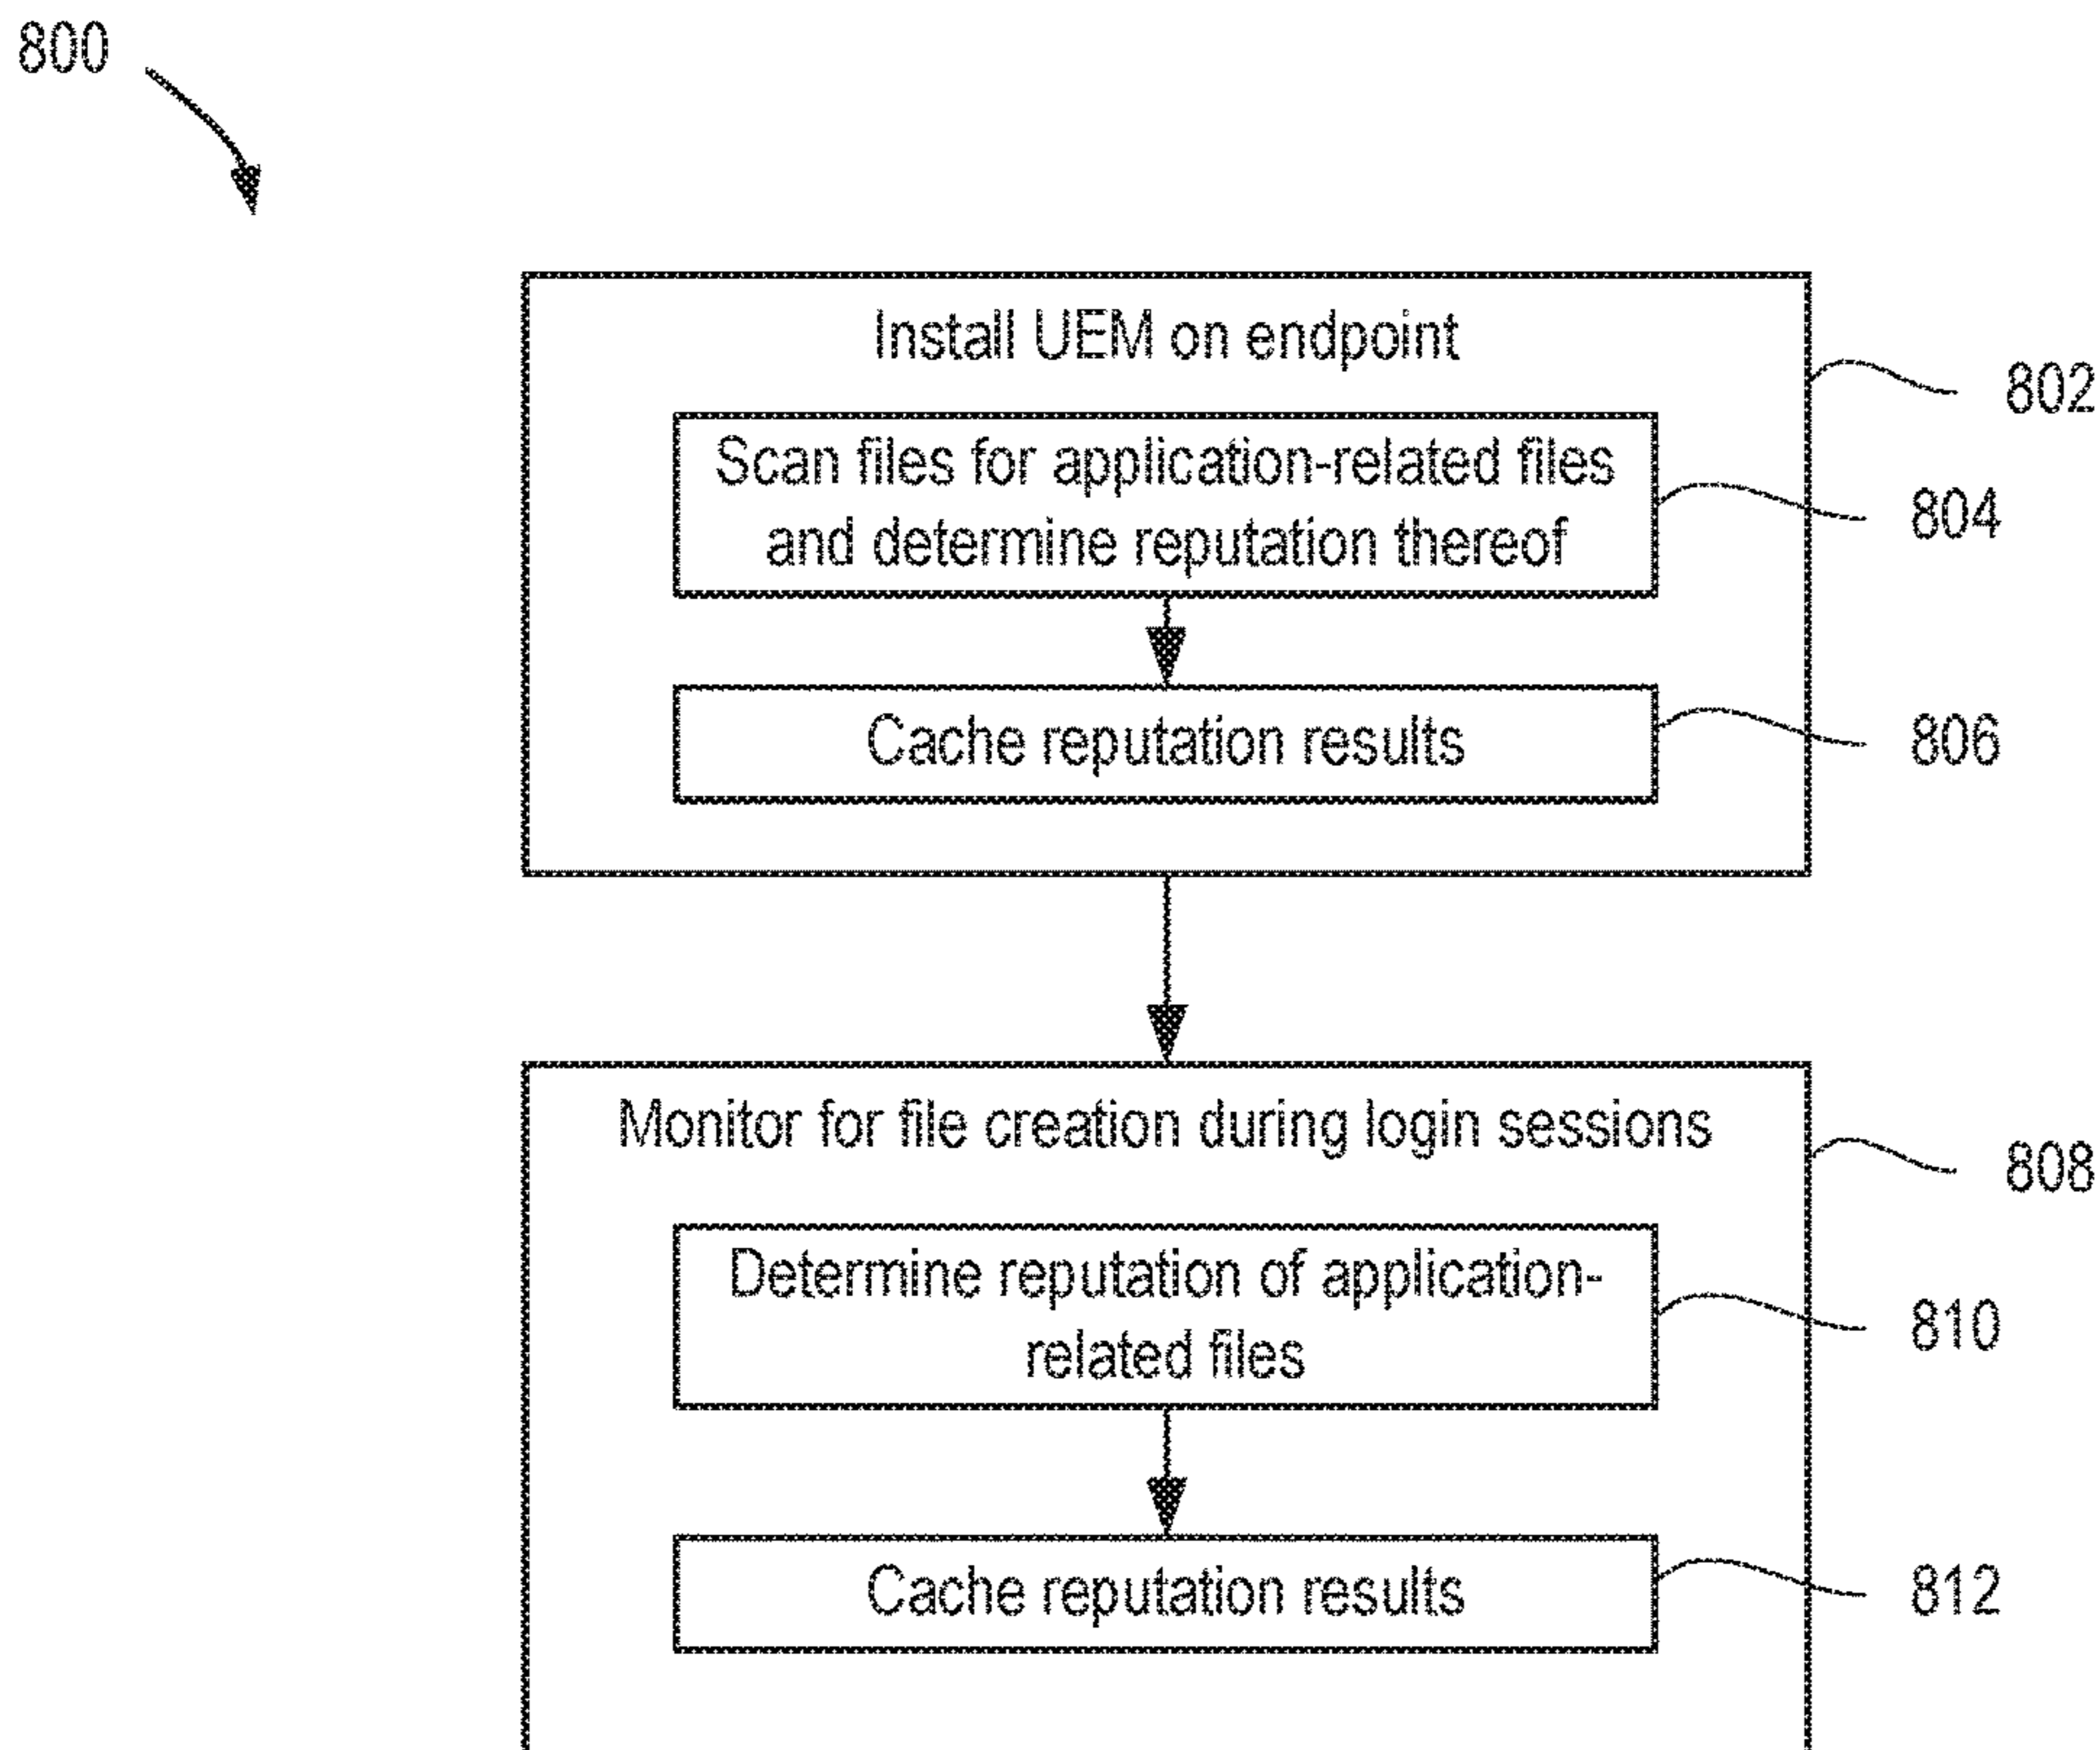 800
Install UEM on endpoint
802
Scan files for application-related files
and determine reputation thereof
804
Cache reputation results
806
Monitor for file creation during login sessions
808
Determine reputation of application-
related files
810
Cache reputation results
812